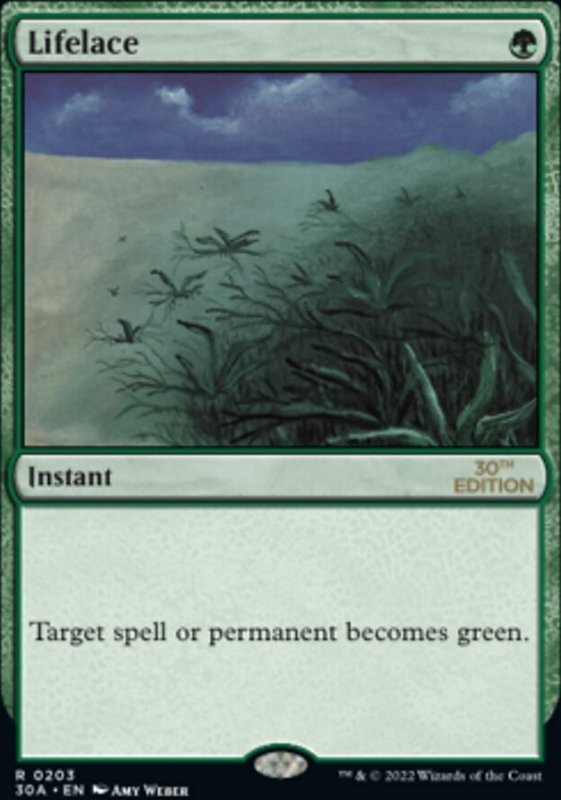 Lifelace
Instant
30TH
EDITION
Target spell or permanent becomes green.
R 0203
30A • EN Amy Weber
™ & © 2022 Wizards of the Coast